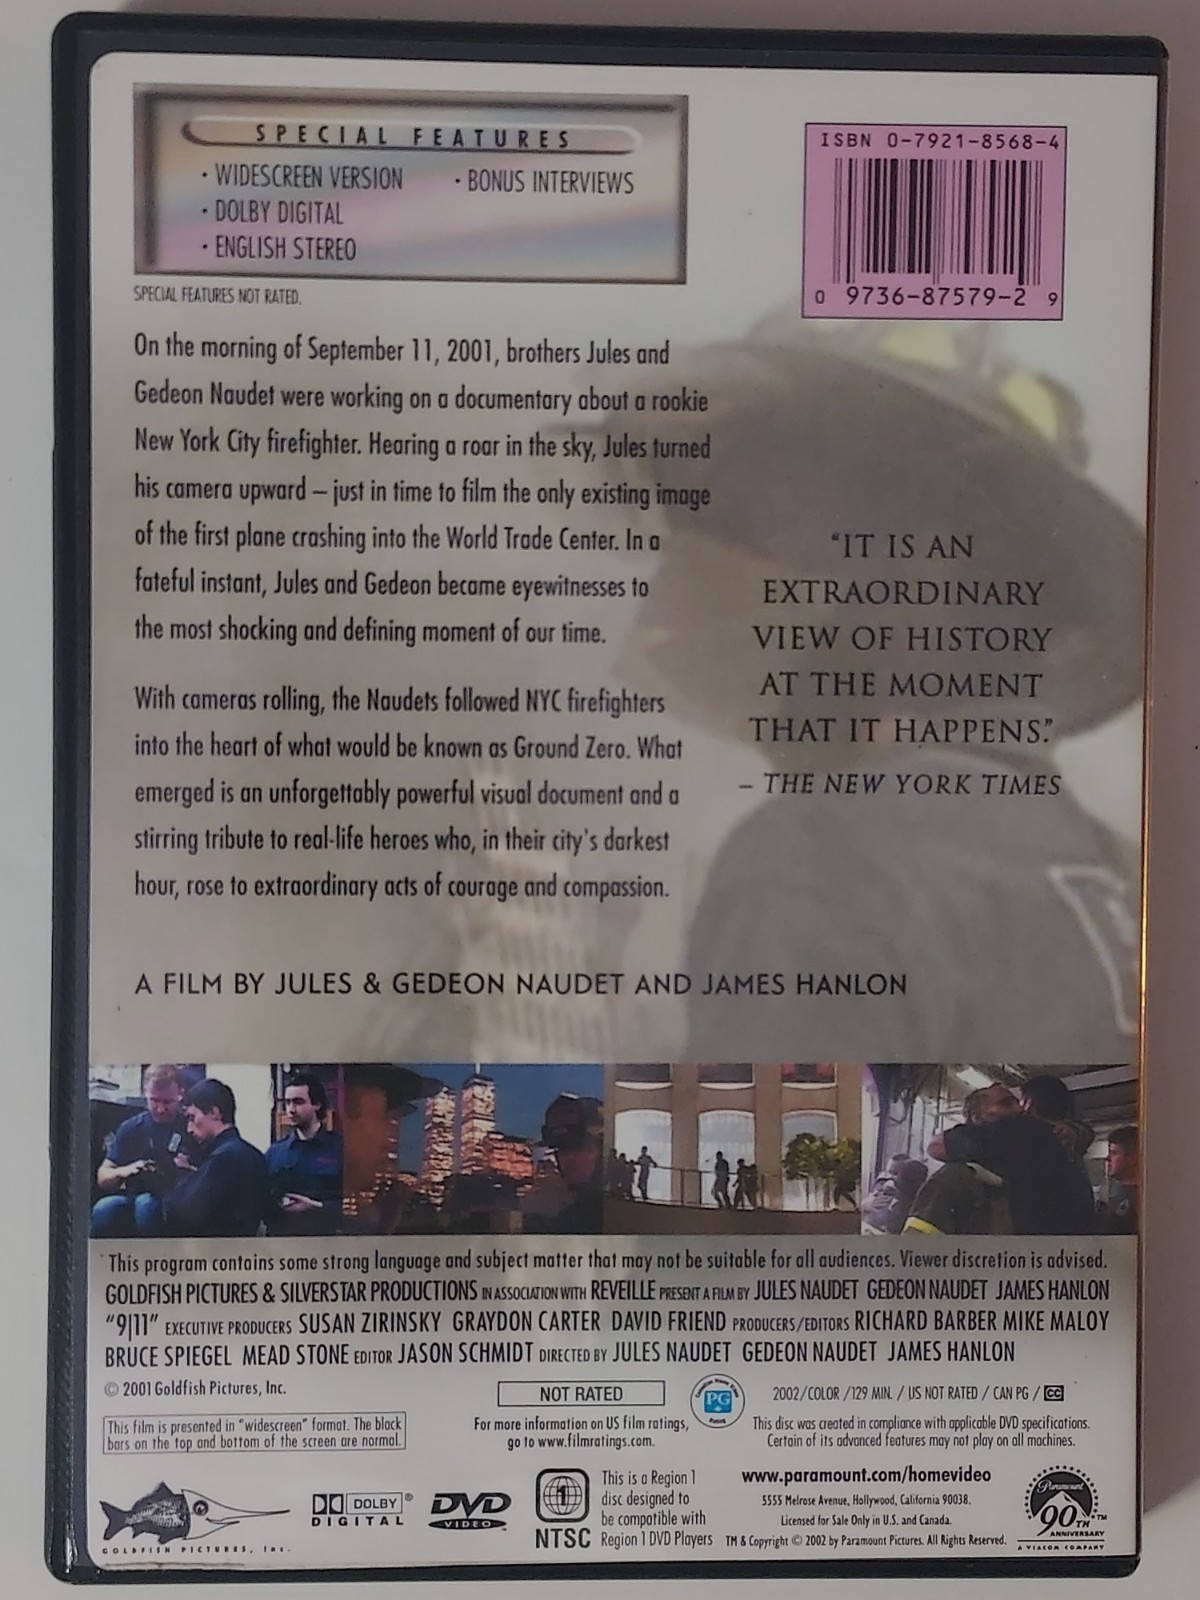 SPECIAL FEATURES
• WIDESCREEN VERSION • BONUS INTERVIEWS
• DOLBY DIGITAL
• ENGLISH STEREO
SPECIAL FEATURES NOT RATED.
ISBN 0-7921-8568-4
0 9736-87579-2 9
On the morning of September 11, 2001, brothers Jules and
Gedeon Naudet were working on a documentary about a rookie
New York City firefighter. Hearing a roar in the sky, Jules turned
his camera upward – just in time to film the only existing image
of the first plane crashing into the World Trade Center. In a
fateful instant, Jules and Gedeon became eyewitnesses to
the most shocking and defining moment of our time.
With cameras rolling, the Naudets followed NYC firefighters
into the heart of what would be known as Ground Zero. What
emerged is an unforgettably powerful visual document and a
stirring tribute to real-life heroes who, in their city's darkest
hour, rose to extraordinary acts of courage and compassion.
“IT IS AN
EXTRAORDINARY
VIEW OF HISTORY
AT THE MOMENT
THAT IT HAPPENS.”
– THE NEW YORK TIMES
A FILM BY JULES & GEDEON NAUDET AND JAMES HANLON
This program contains some strong language and subject matter that may not be suitable for all audiences. Viewer discretion is advised.
GOLDFISH PICTURES & SILVERSTAR PRODUCTIONS IN ASSOCIATION WITH REVEILLE PRESENT A FILM BY JULES NAUDET GEDEON NAUDET JAMES HANLON
“9|11” EXECUTIVE PRODUCERS SUSAN ZIRINSKY GRAYDON CARTER DAVID FRIEND PRODUCERS/EDITORS RICHARD BARBER MIKE MALOY
BRUCE SPIEGEL MEAD STONE EDITOR JASON SCHMIDT DIRECTED BY JULES NAUDET GEDEON NAUDET JAMES HANLON
© 2001 Goldfish Pictures, Inc.
This film is presented in “widescreen” format. The black
bars on the top and bottom of the screen are normal.
NOT RATED
For more information on US film ratings,
go to www.filmratings.com.
PG
2002/COLOR /129 MIN. / US NOT RATED / CAN PG / CC
This disc was created in compliance with applicable DVD specifications.
Certain of its advanced features may not play on all machines.
GOLDFISH PICTURES, Inc.
DOLBY®
DIGITAL
DVD
VIDEO
1
NTSC
This is a Region 1
disc designed to
be compatible with
Region 1 DVD Players
www.paramount.com/homevideo
5555 Melrose Avenue, Hollywood, California 90038.
Licensed for Sale Only in U.S. and Canada.
TM & Copyright © 2002 by Paramount Pictures. All Rights Reserved.
Paramount
90TH ™
ANNIVERSARY
A VIACOM COMPANY